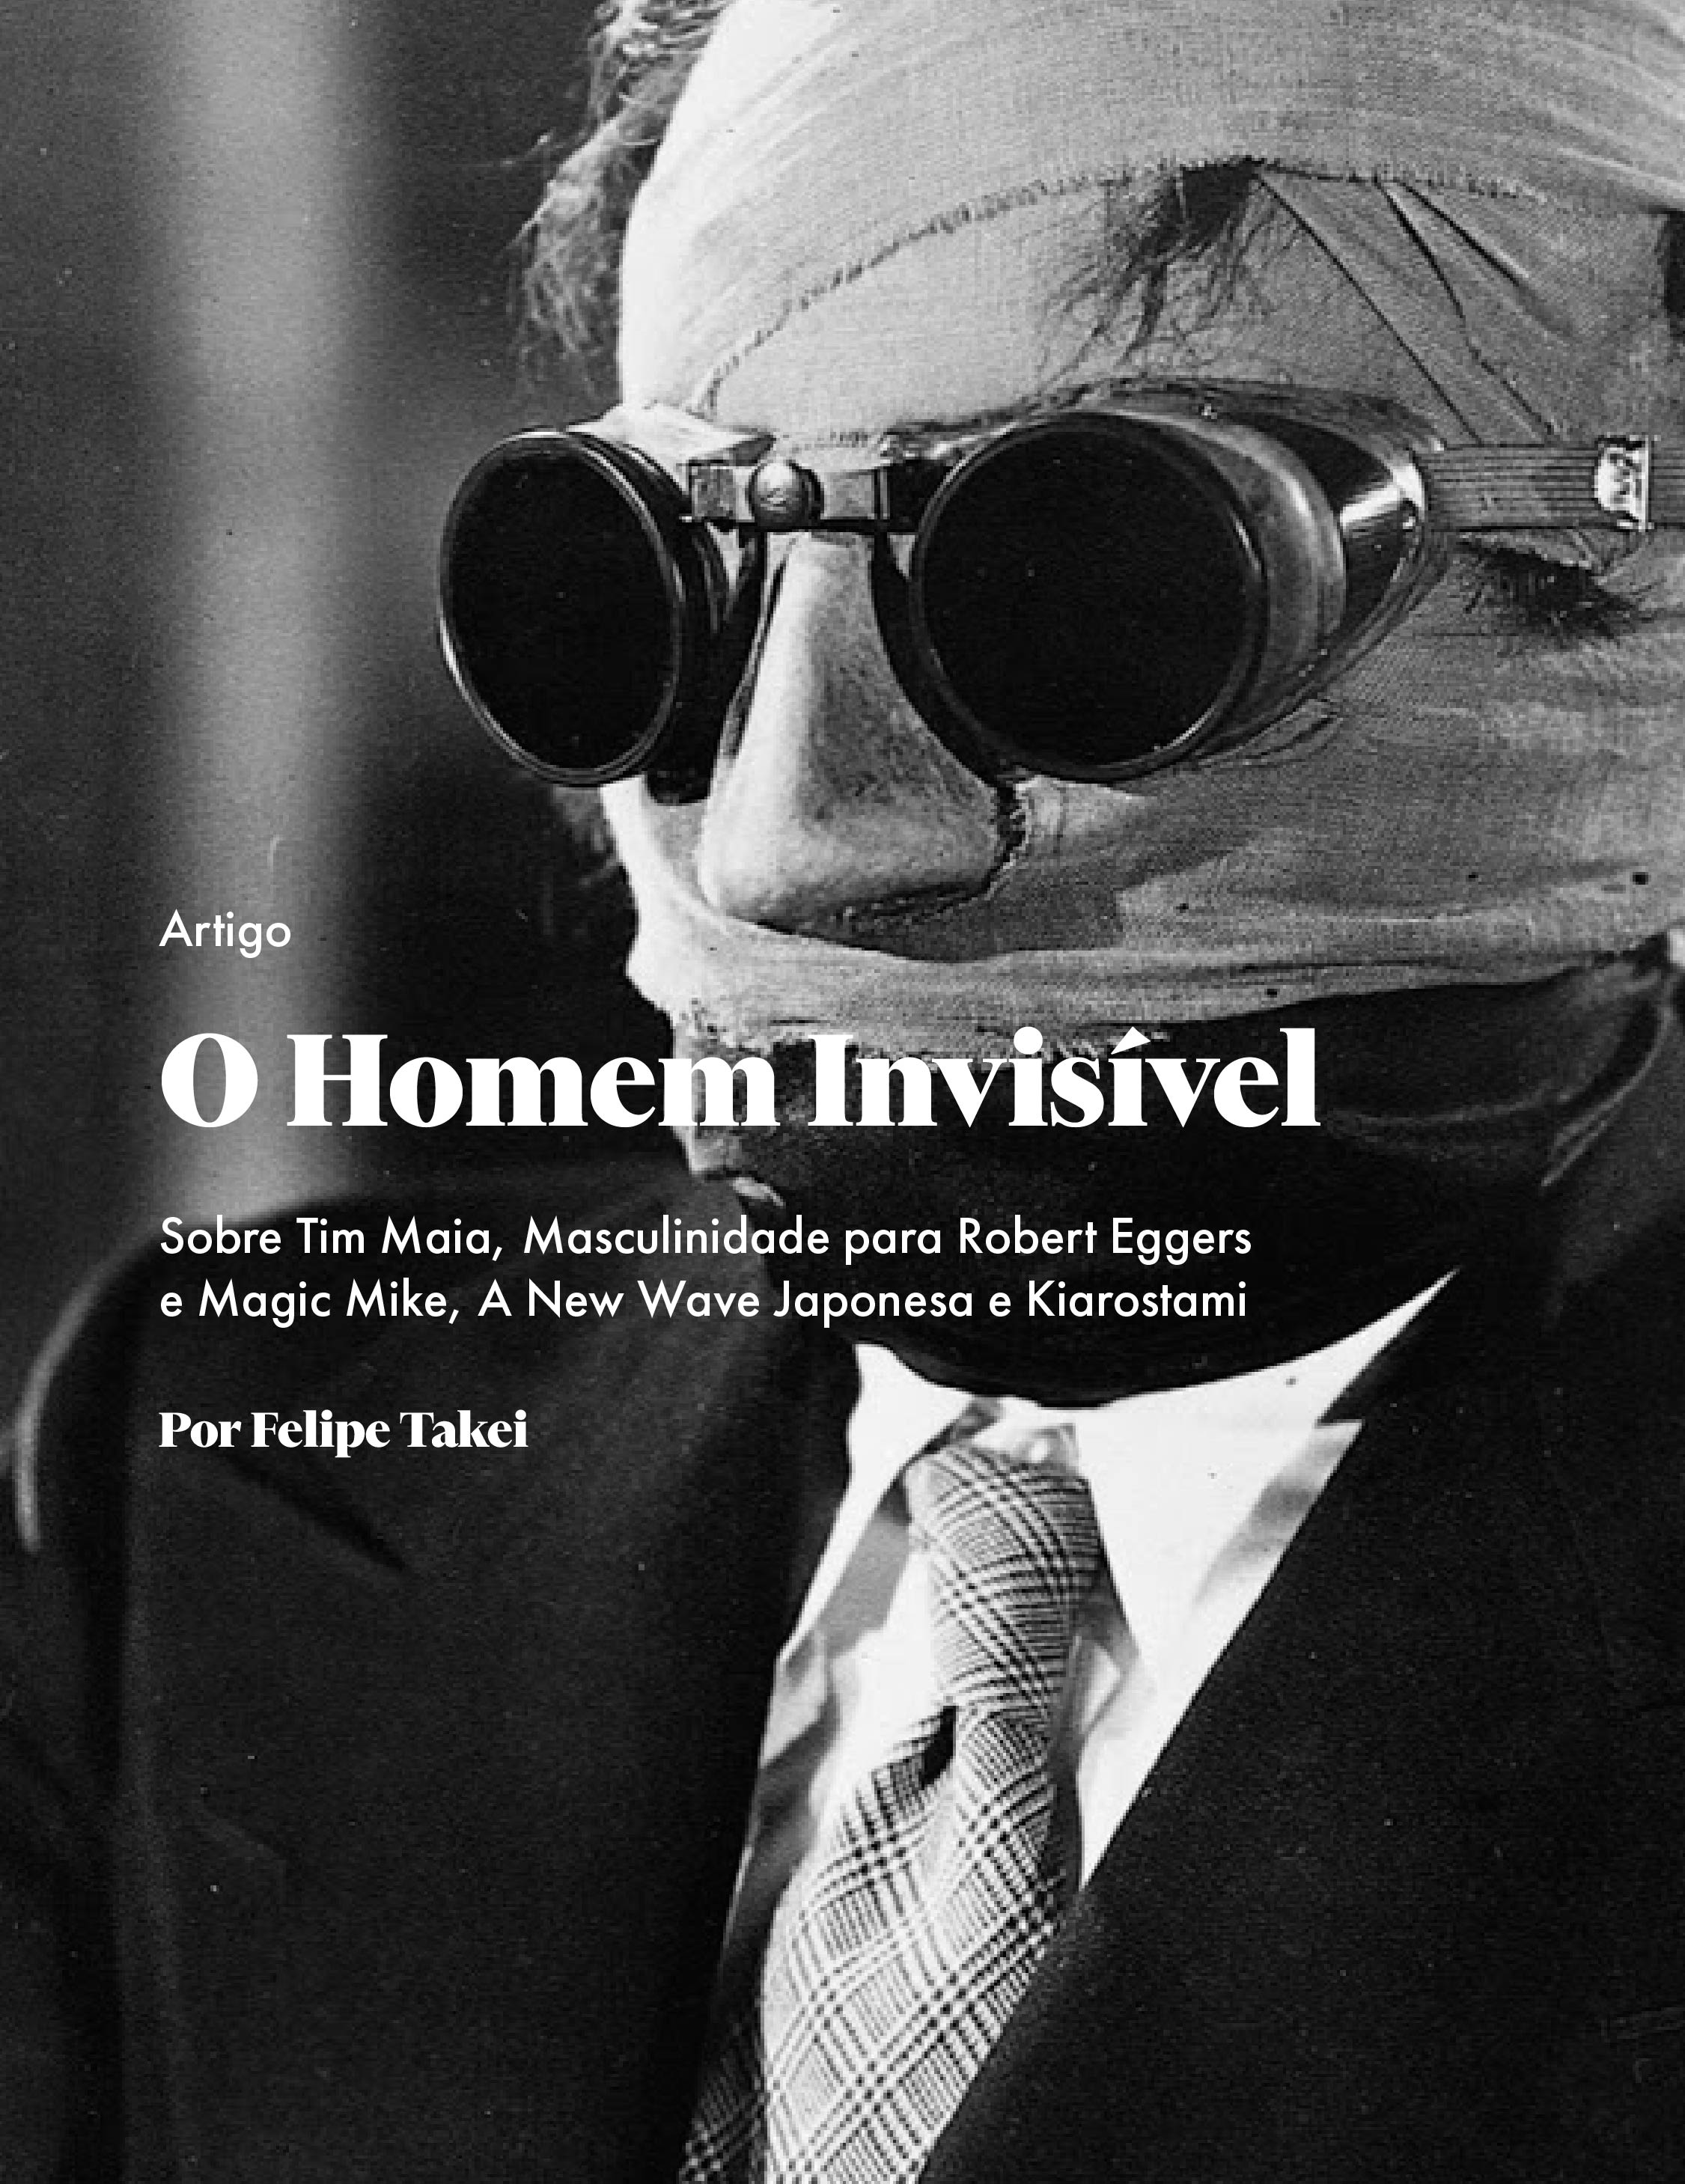 Artigo
O Homem Invisível
Sobre Tim Maia, Masculinidade para Robert Eggers
e Magic Mike, A New Wave Japonesa e Kiarostami
Por Felipe Takei